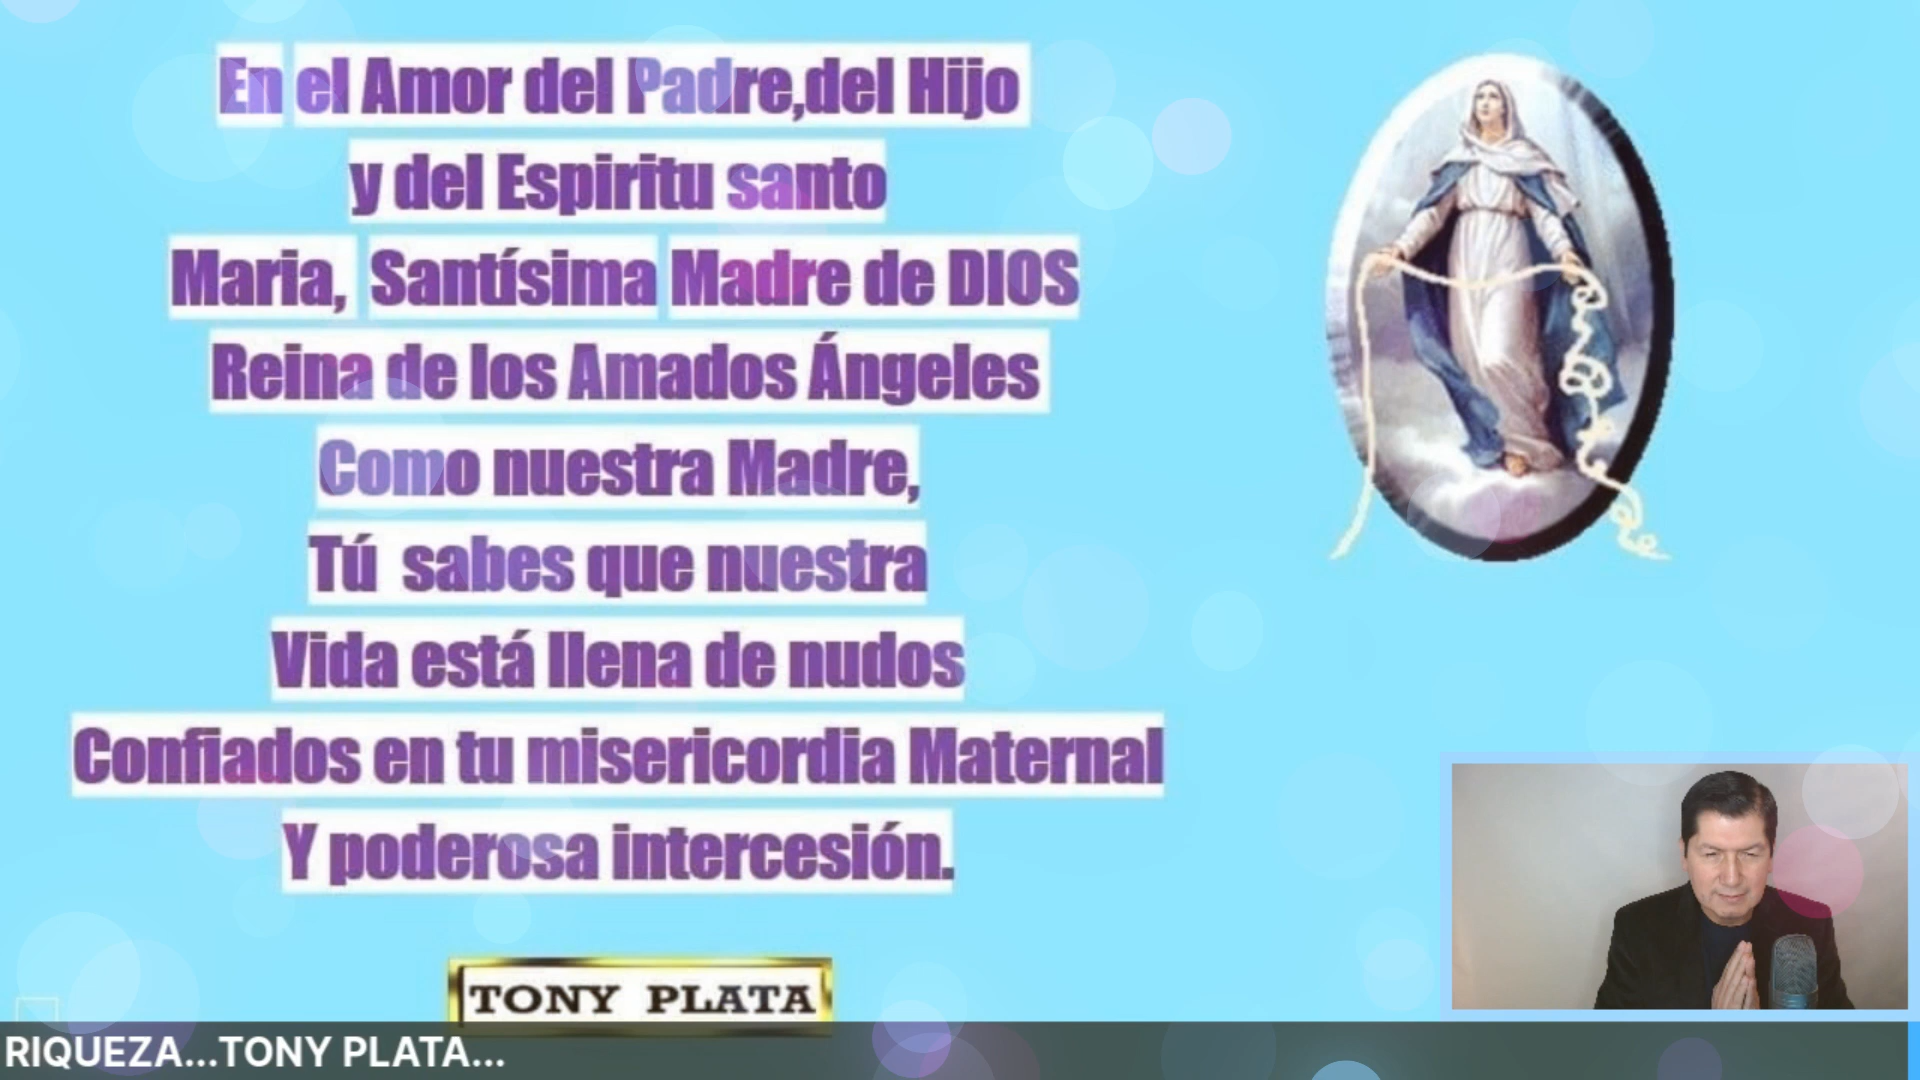 En el Amor del Padre,del Hijo
y del Espiritu santo
Maria, Santísima Madre de DIOS
Reina de los Amados Ángeles
Como nuestra Madre,
Tú sabes que nuestra
Vida está llena de nudos
Confiados en tu misericordia Maternal
Y poderosa intercesión.
TONY PLATA
RIQUEZA...TONY PLATA...